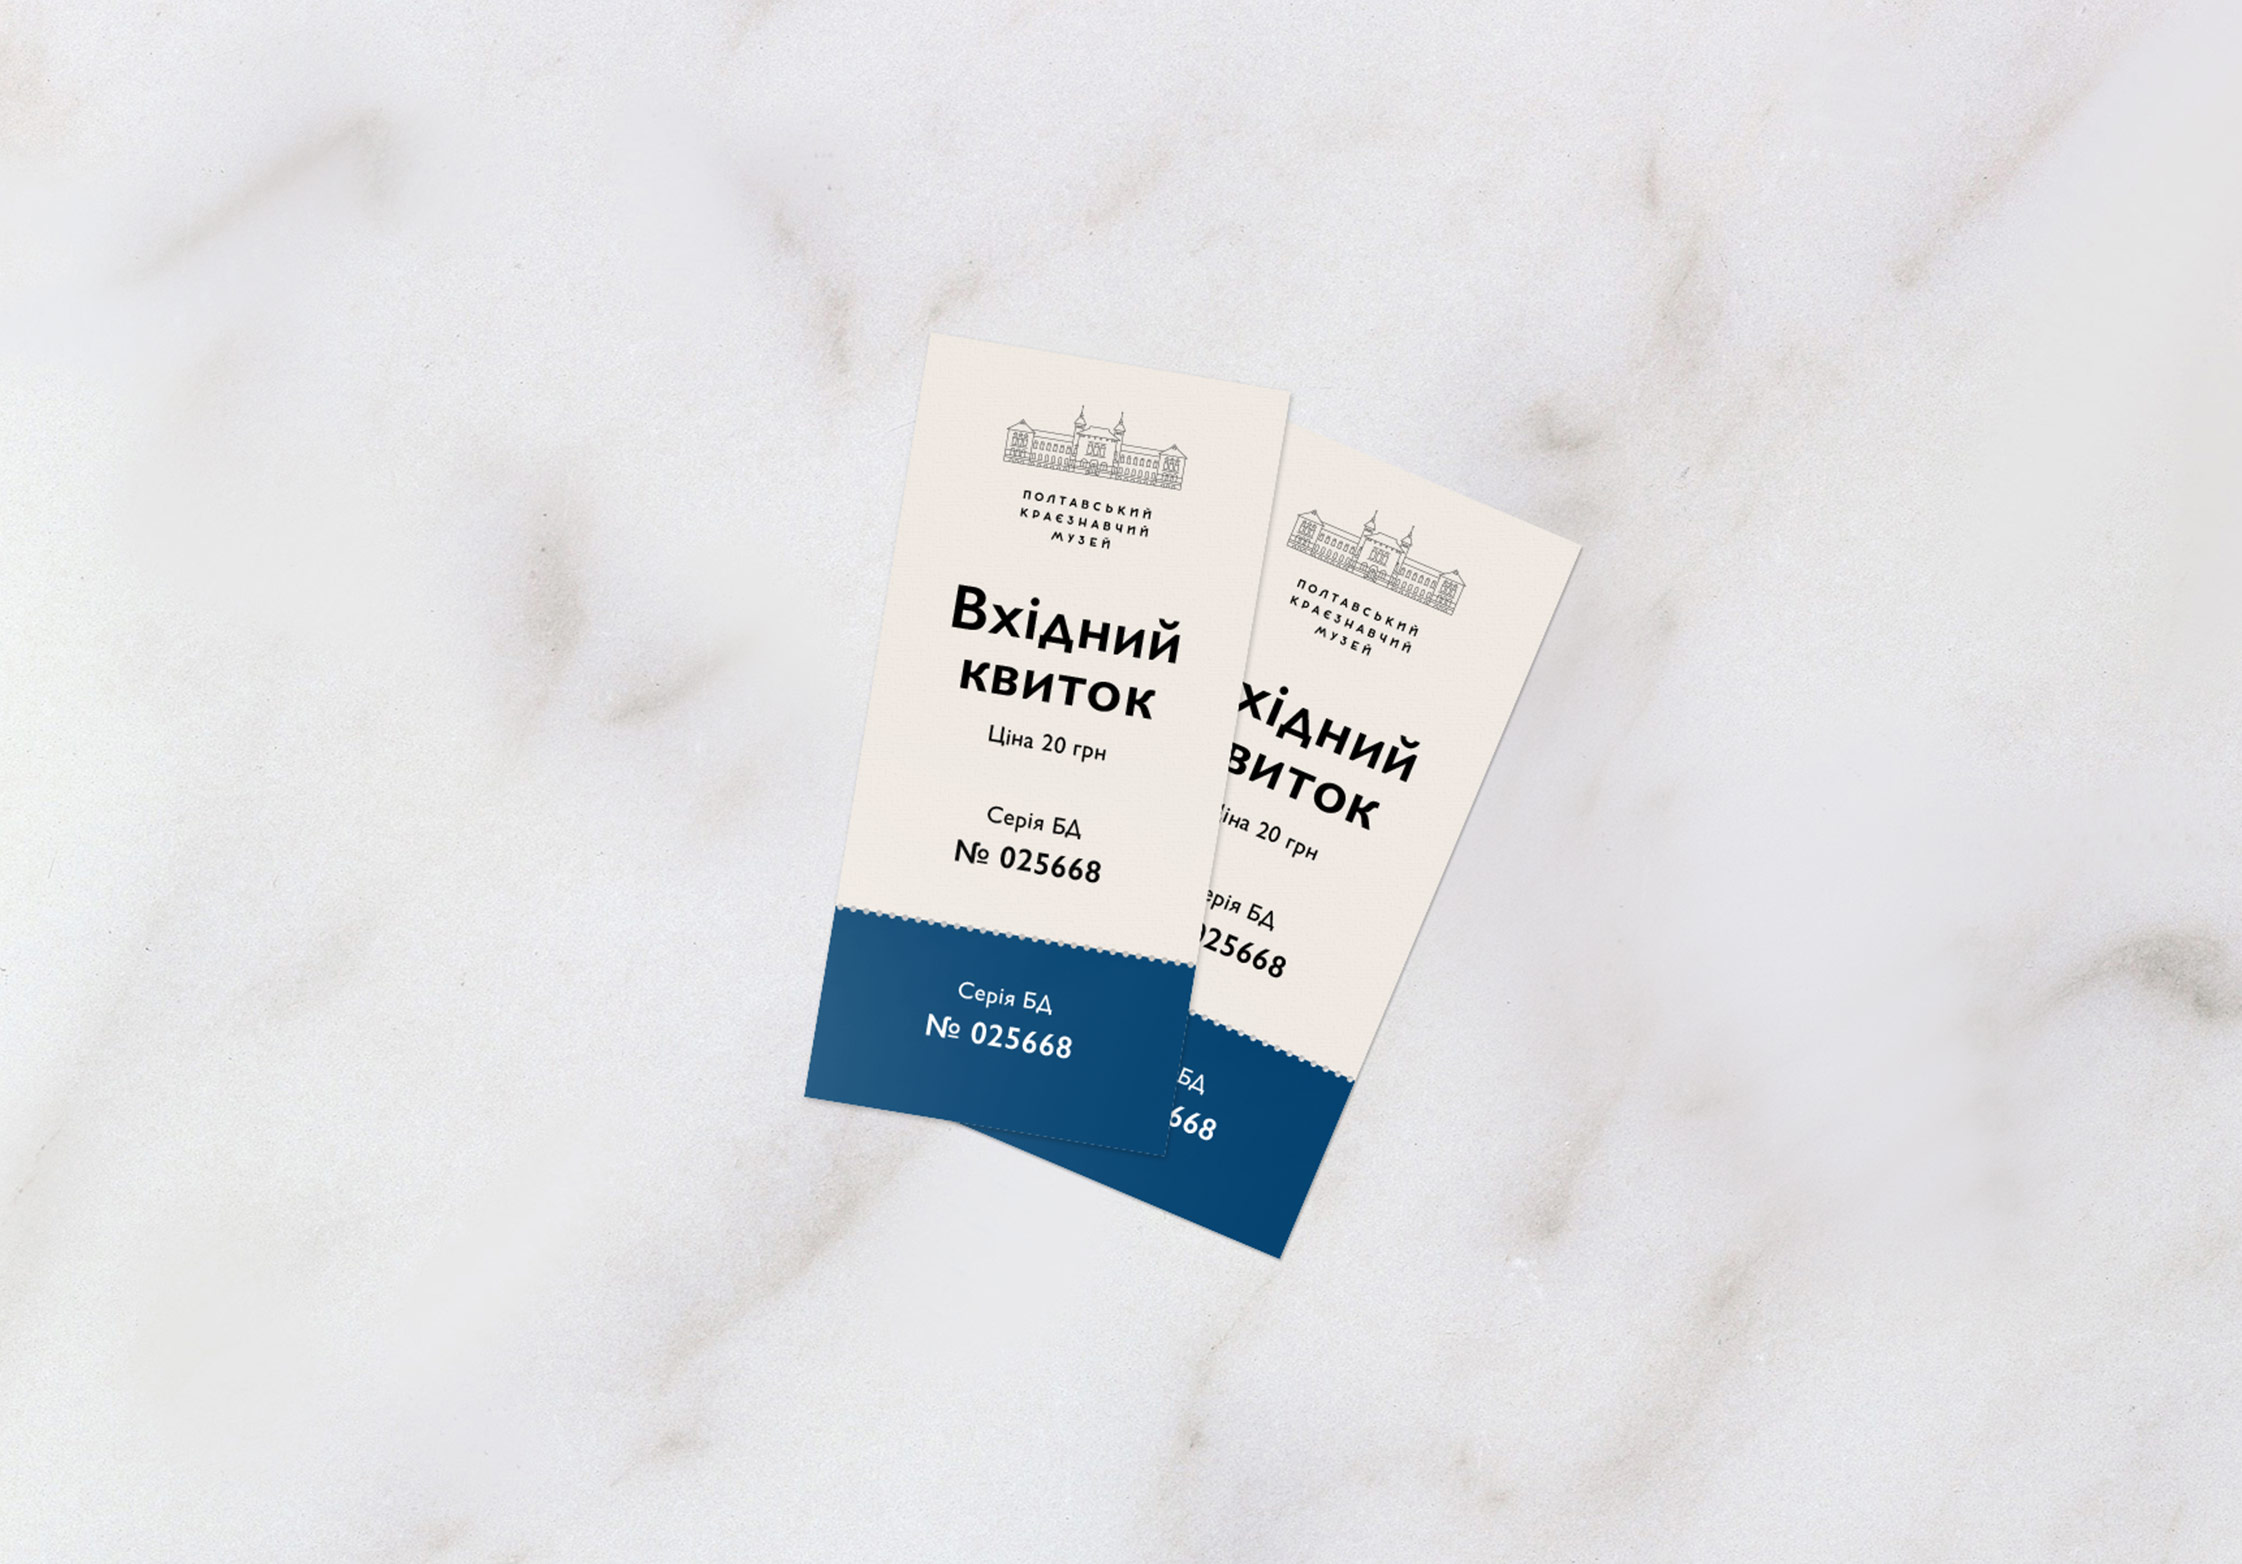 ПОЛТАВСЬКИЙ
КРАЄЗНАВЧИЙ
МУЗЕЙ
Вхідний
квиток
Ціна 20 грн
Серія БД
№ 025668
Серія БД
№ 025668
ПОЛТАВСЬКИЙ
КРАЄЗНАВЧИЙ
МУЗЕЙ
хідний
виток
іна 20 грн
ерія БД
25668
БД
668